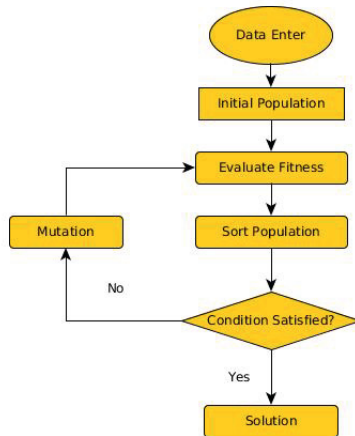 Data Enter
Initial Population
Evaluate Fitness
Mutation
Sort Population
No
Condition Satisfied?
Yes
Solution